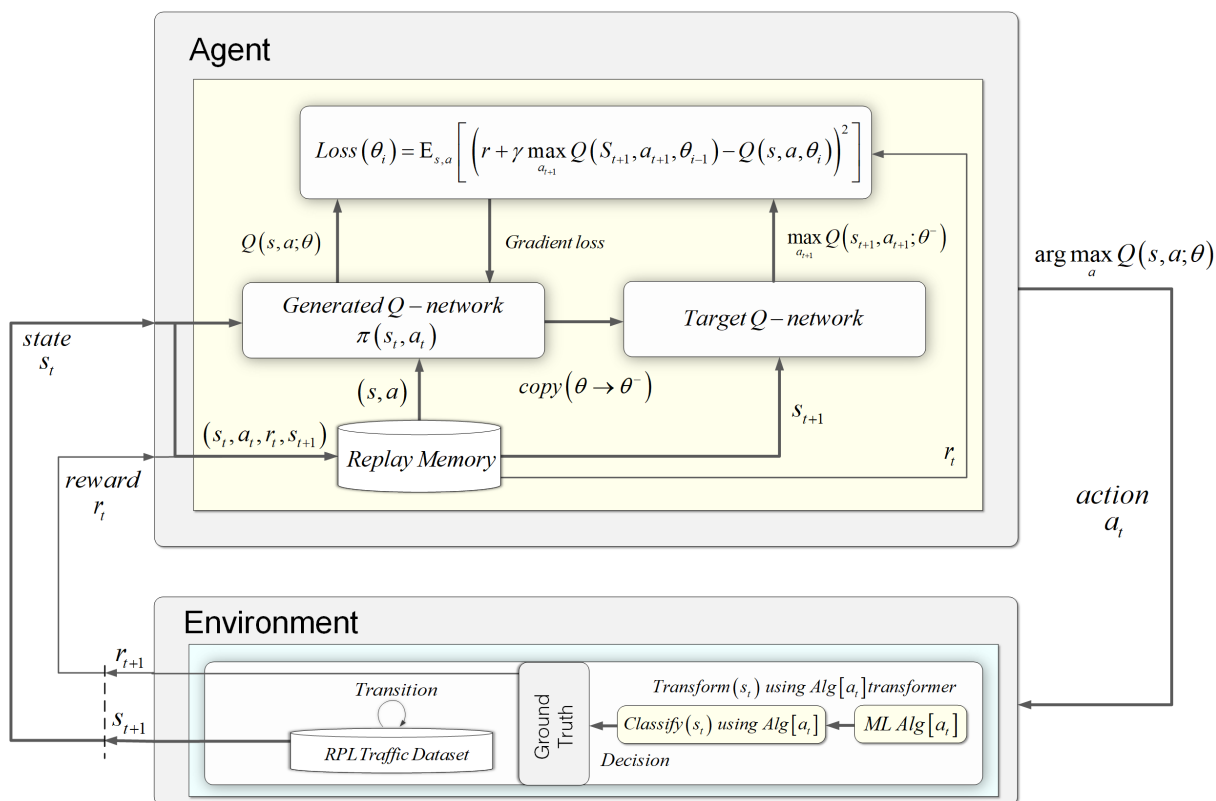 Agent
Loss(θ_i) = E_{s,a}[(r + γ max_{a_{t+1}} Q(S_{t+1}, a_{t+1}, θ_{i-1}) − Q(s, a, θ_i))^2]
Q(s, a; θ)
Gradient loss
max_{a_{t+1}} Q(s_{t+1}, a_{t+1}; θ^-)
arg max_a Q(s, a; θ)
Generated Q − network
π(s_t, a_t)
Target Q − network
state
s_t
(s, a)
copy(θ → θ^-)
s_{t+1}
(s_t, a_t, r_t, s_{t+1})
Replay Memory
r_t
reward
r_t
action
a_t
Environment
r_{t+1}
Transition
Transform(s_t) using Alg[a_t] transformer
s_{t+1}
RPL Traffic Dataset
Ground
Truth
Classify(s_t) using Alg[a_t]
ML Alg[a_t]
Decision